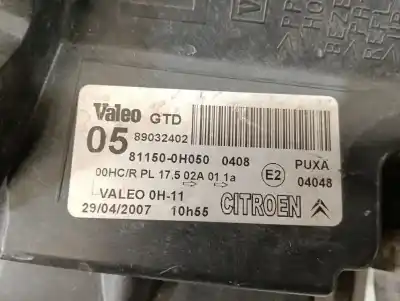 Valeo GTD
05 89032402
81150-0H050 0408 PUXA
00HC/R PL 17.5 02A 01 1a E2 04048
VALEO 0H-11
29/04/2007 10h55 CITROËN